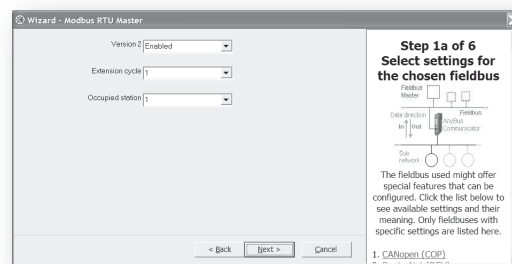 Wizard - Modbus RTU Master
Version 2 Enabled
Extension cycle 1
Occupied station 1
< Back Next > Cancel
Step 1a of 6
Select settings for
the chosen fieldbus
Fieldbus
Master
Fieldbus
Data direction
In Out
AnyBus
Communicator
Sub
network
The fieldbus used might offer
special features that can be
configured. Click the list below to
see available settings and their
meaning. Only fieldbuses with
specific settings are listed here.
1. CANopen (COP)